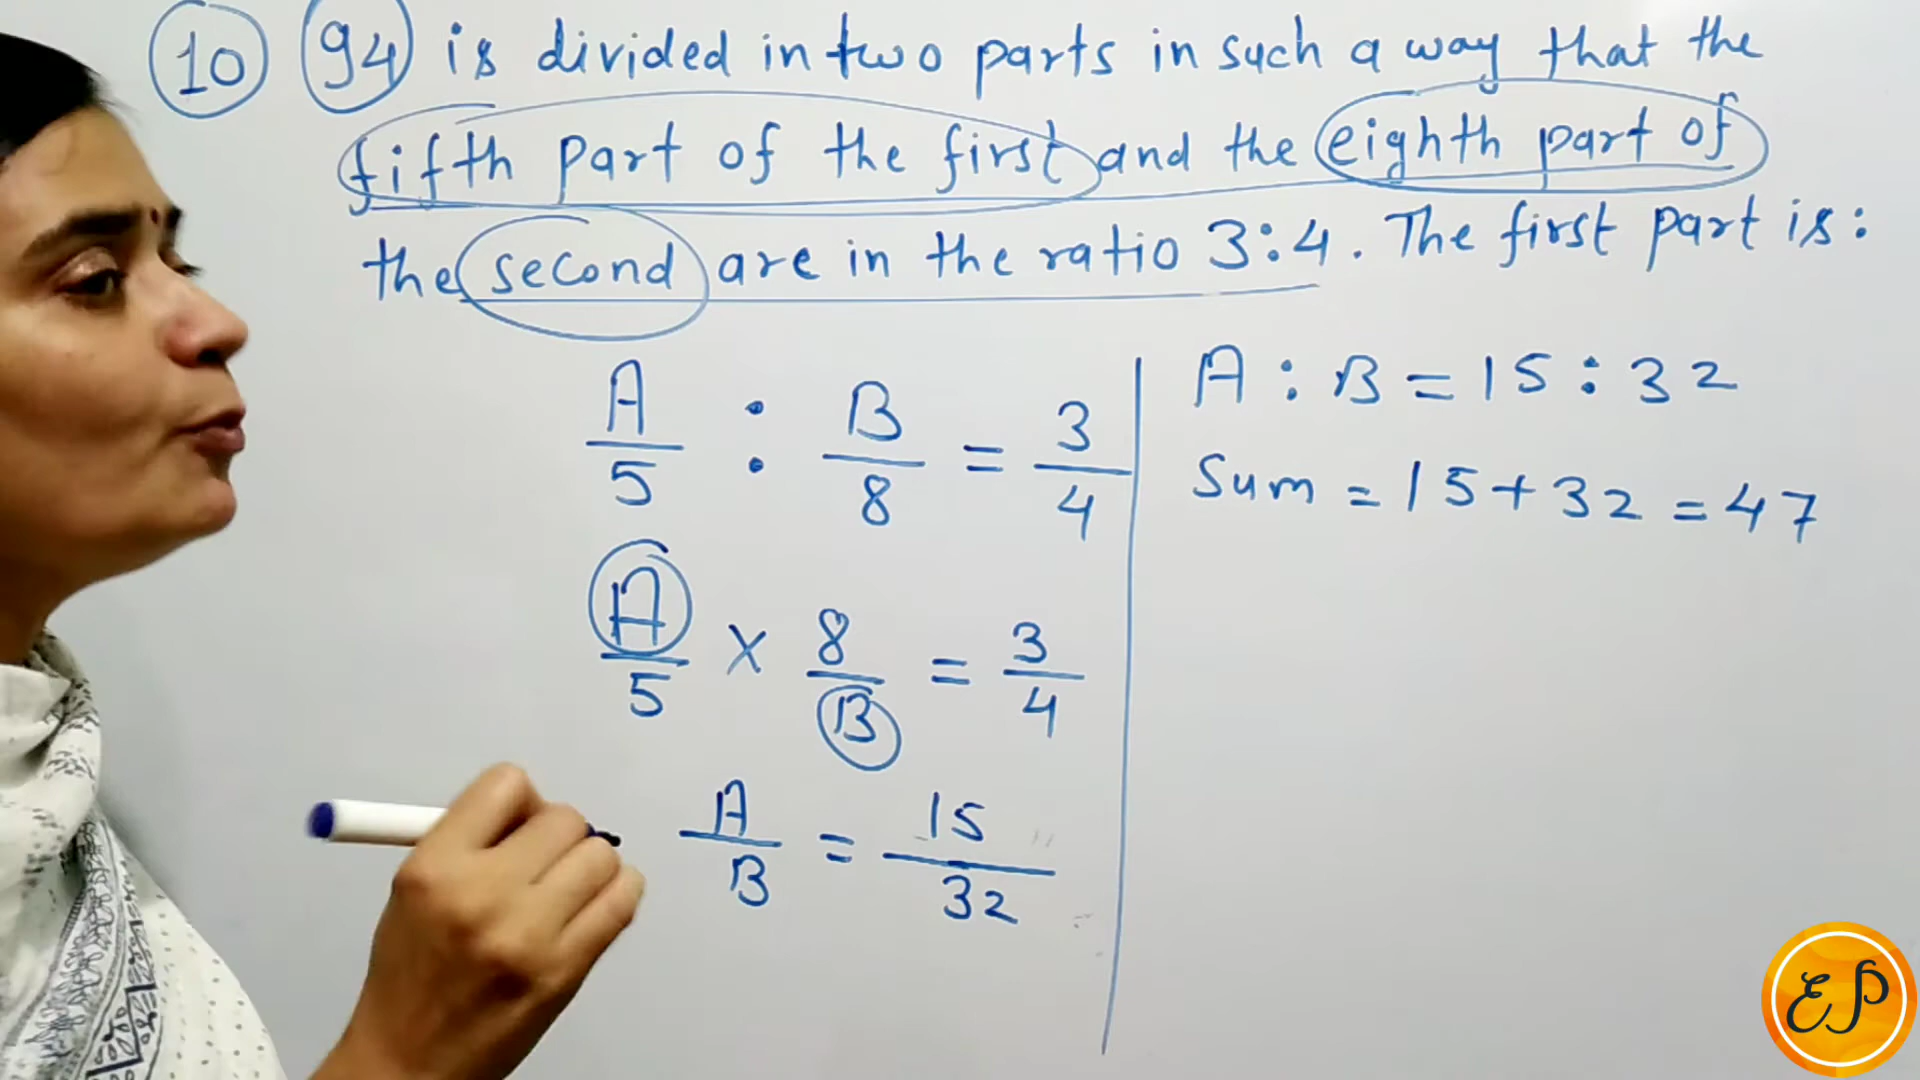 10 94 is divided in two parts in such a way that the
fifth part of the first and the eighth part of
the second are in the ratio 3:4. The first part is:
A/5 : B/8 = 3/4
A/5 × 8/B = 3/4
A/B = 15/32
A : B = 15 : 32
Sum = 15 + 32 = 47
EP